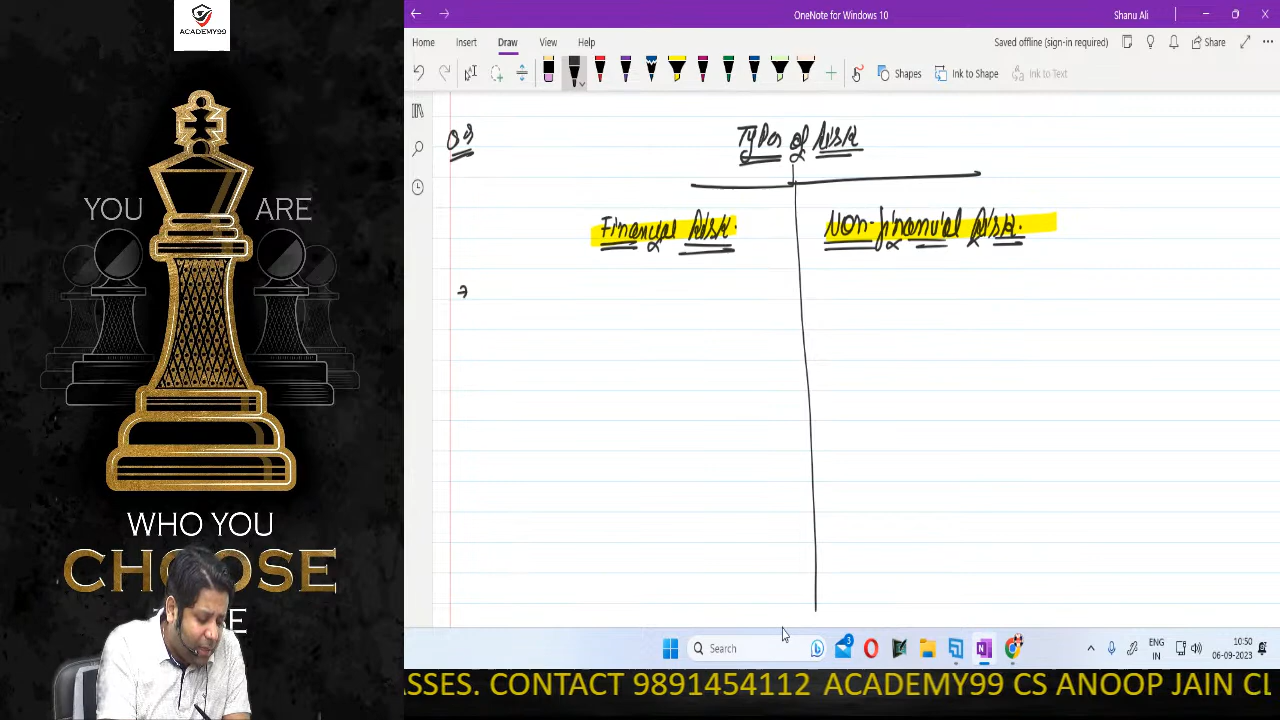 ACADEMY99
YOU ARE
WHO YOU
CHOOSE
OneNote for Windows 10
Shanu Ali
Home Insert Draw View Help
Saved offline (sign-in required)
Share
Shapes
Ink to Shape
Ink to Text
Types of Risk
Financial Risk.
Non-financial Risk.
Search
3
ENG
IN
10:50
06-09-2023
ASSES. CONTACT 9891454112 ACADEMY99 CS ANOOP JAIN CL